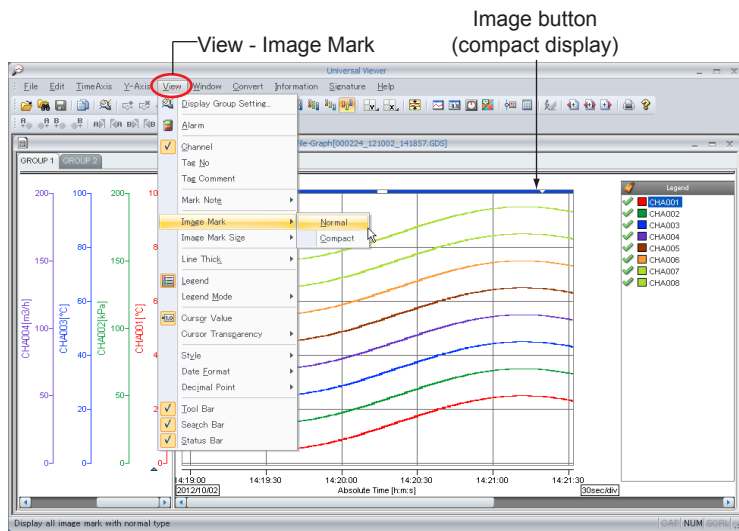 Image button
View - Image Mark
(compact display)
Universal Viewer
File Edit TimeAxis Y-Axis View Window Convert Information Signature Help
Display Group Setting...
Alarm
Channel
Tag No
Tag Comment
Mark Note
Image Mark
Image Mark Size
Line Thick
Legend
Legend Mode
Cursor Value
Cursor Transparency
Style
Date Format
Decimal Point
Tool Bar
Search Bar
Status Bar
Normal
Compact
File-Graph[000224_121002_141857.GDS]
GROUP 1 GROUP 2
200 100 200 10
80 8
150 150
60 6
100 100
40 4
50 50
20 2
0 0 0 0
CHA004[m3/h]
CHA003[℃]
CHA002[kPa]
CHA001[℃]
Legend
CHA001
CHA002
CHA003
CHA004
CHA005
CHA006
CHA007
CHA008
14:19:00 14:19:30 14:20:00 14:20:30 14:21:00 14:21:30
2012/10/02 Absolute Time [h:m:s] 30sec/div
Display all image mark with normal type
CAP NUM SCRL